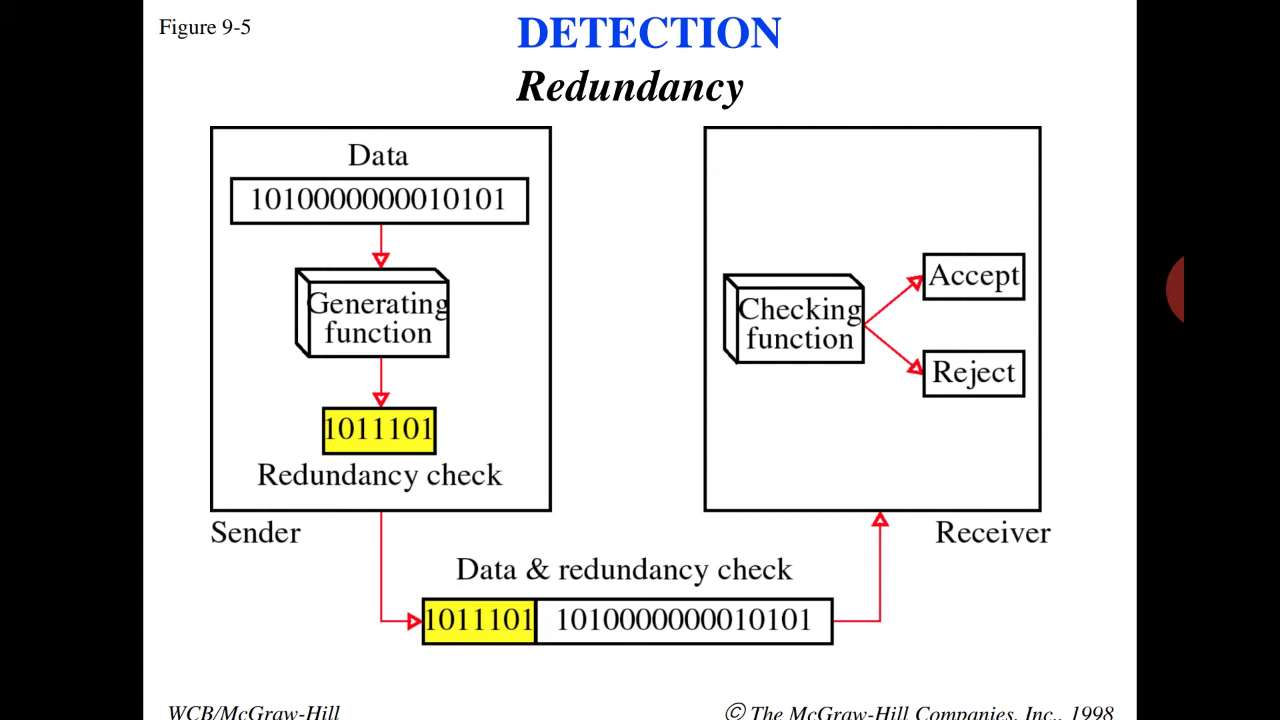 Figure 9-5
DETECTION
Redundancy
Data
1010000000010101
Generating
function
1011101
Redundancy check
Sender
Checking
function
Accept
Reject
Receiver
Data & redundancy check
1011101 1010000000010101
WCB/McGraw-Hill
© The McGraw-Hill Companies, Inc., 1998